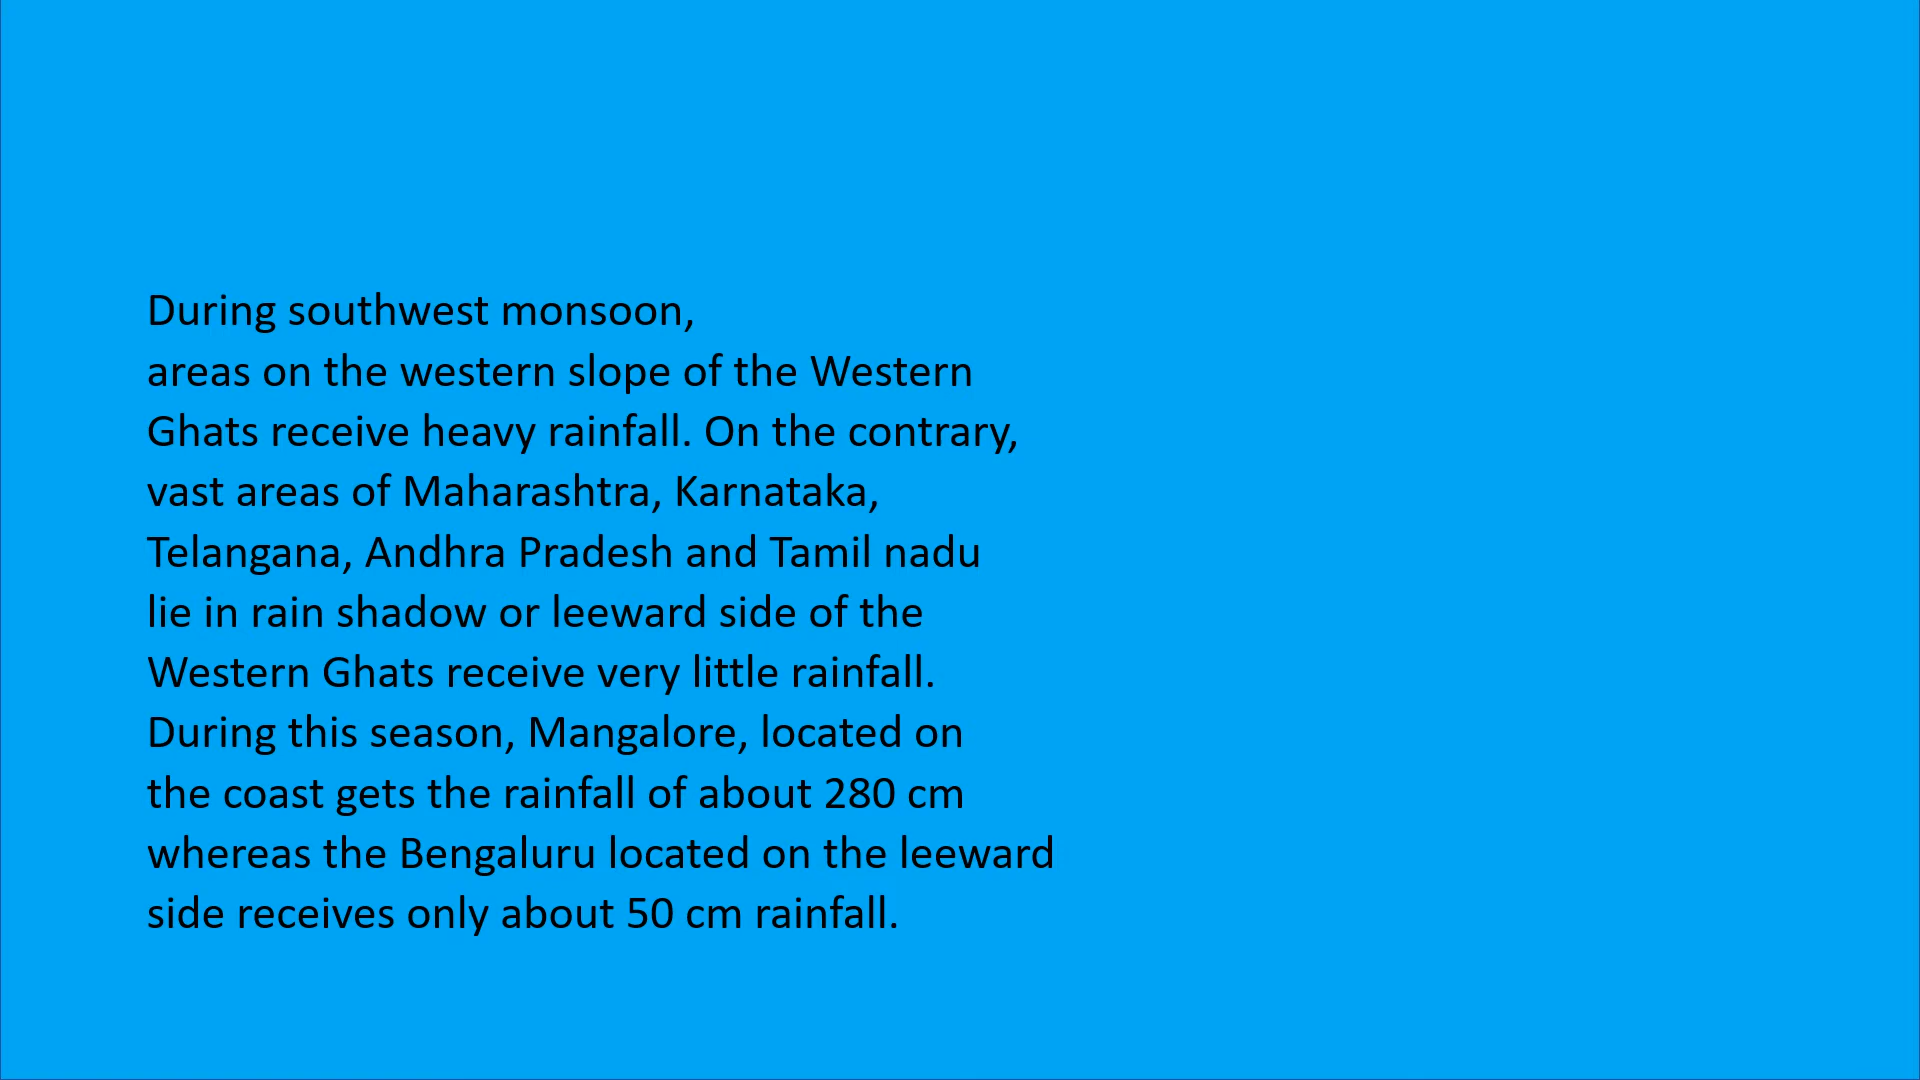 During southwest monsoon,
areas on the western slope of the Western
Ghats receive heavy rainfall. On the contrary,
vast areas of Maharashtra, Karnataka,
Telangana, Andhra Pradesh and Tamil nadu
lie in rain shadow or leeward side of the
Western Ghats receive very little rainfall.
During this season, Mangalore, located on
the coast gets the rainfall of about 280 cm
whereas the Bengaluru located on the leeward
side receives only about 50 cm rainfall.